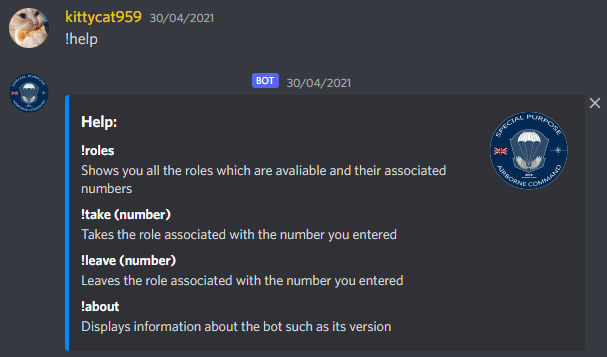 kittycat959 30/04/2021
!help
BOT 30/04/2021
Help:
!roles
Shows you all the roles which are avaliable and their associated
numbers
!take (number)
Takes the role associated with the number you entered
!leave (number)
Leaves the role associated with the number you entered
!about
Displays information about the bot such as its version
SPECIAL PURPOSE
AIRBORNE COMMAND